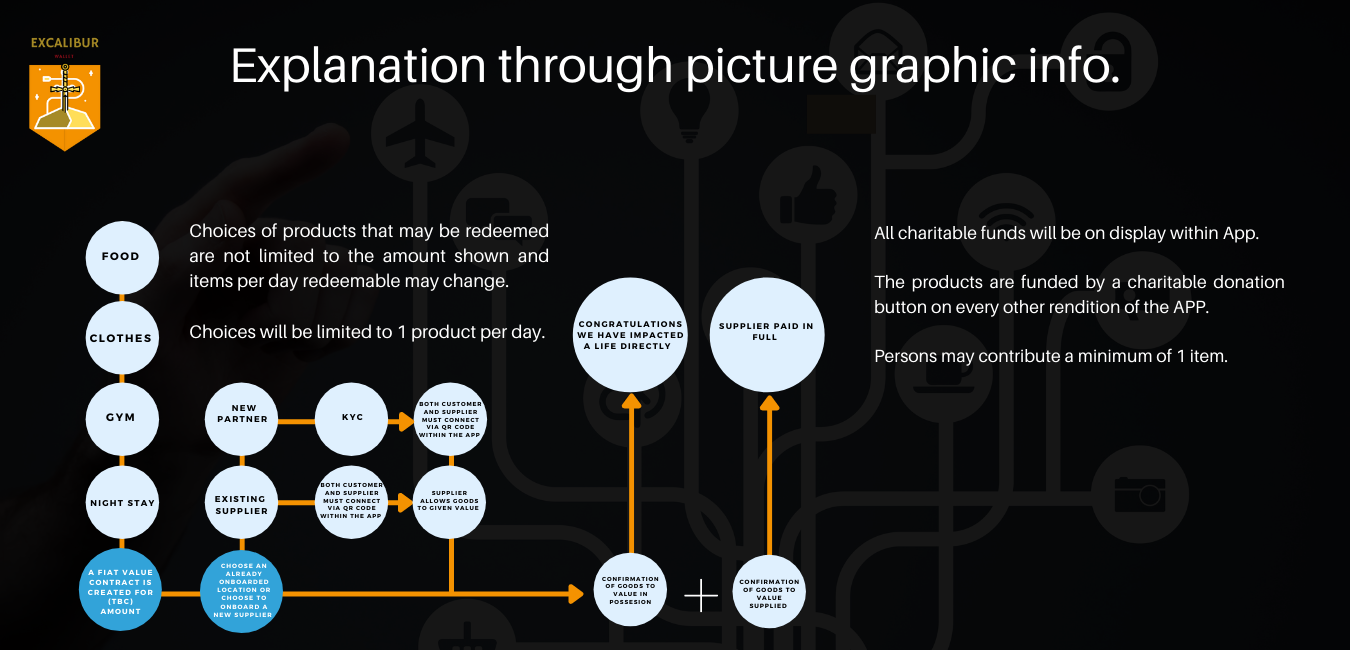 EXCALIBUR
Explanation through picture graphic info.
FOOD
CLOTHES
GYM
NIGHT STAY
A FIAT VALUE
CONTRACT IS
CREATED FOR
(TBC)
AMOUNT
Choices of products that may be redeemed
are not limited to the amount shown and
items per day redeemable may change.
Choices will be limited to 1 product per day.
NEW
PARTNER
KYC
BOTH CUSTOMER
AND SUPPLIER
MUST CONNECT
VIA QR CODE
WITHIN THE APP
EXISTING
SUPPLIER
BOTH CUSTOMER
AND SUPPLIER
MUST CONNECT
VIA QR CODE
WITHIN THE APP
SUPPLIER
ALLOWS GOODS
TO GIVEN VALUE
CHOOSE AN
ALREADY
ONBOARDED
LOCATION OR
CHOOSE TO
ONBOARD A
NEW SUPPLIER
CONGRATULATIONS
WE HAVE IMPACTED
A LIFE DIRECTLY
SUPPLIER PAID IN
FULL
CONFIRMATION
OF GOODS TO
VALUE IN
POSSESION
CONFIRMATION
OF GOODS TO
VALUE
SUPPLIED
All charitable funds will be on display within App.
The products are funded by a charitable donation
button on every other rendition of the APP.
Persons may contribute a minimum of 1 item.